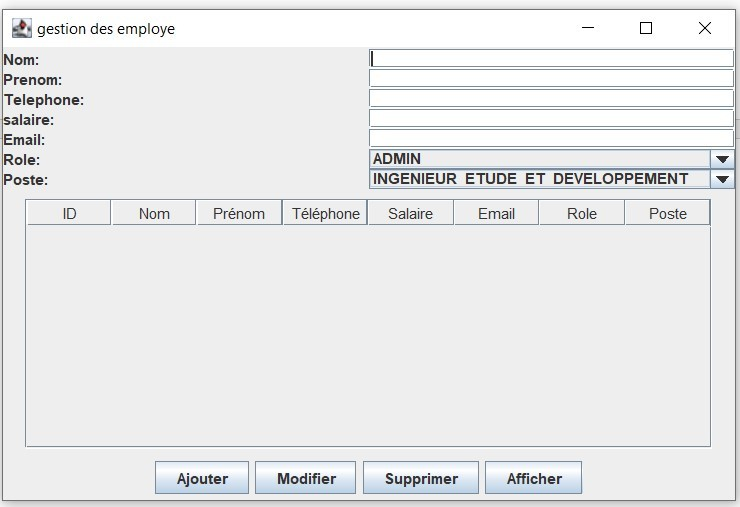 gestion des employe
Nom:
Prenom:
Telephone:
salaire:
Email:
Role: ADMIN
Poste: INGENIEUR ETUDE ET DEVELOPPEMENT
ID Nom Prénom Téléphone Salaire Email Role Poste
Ajouter Modifier Supprimer Afficher